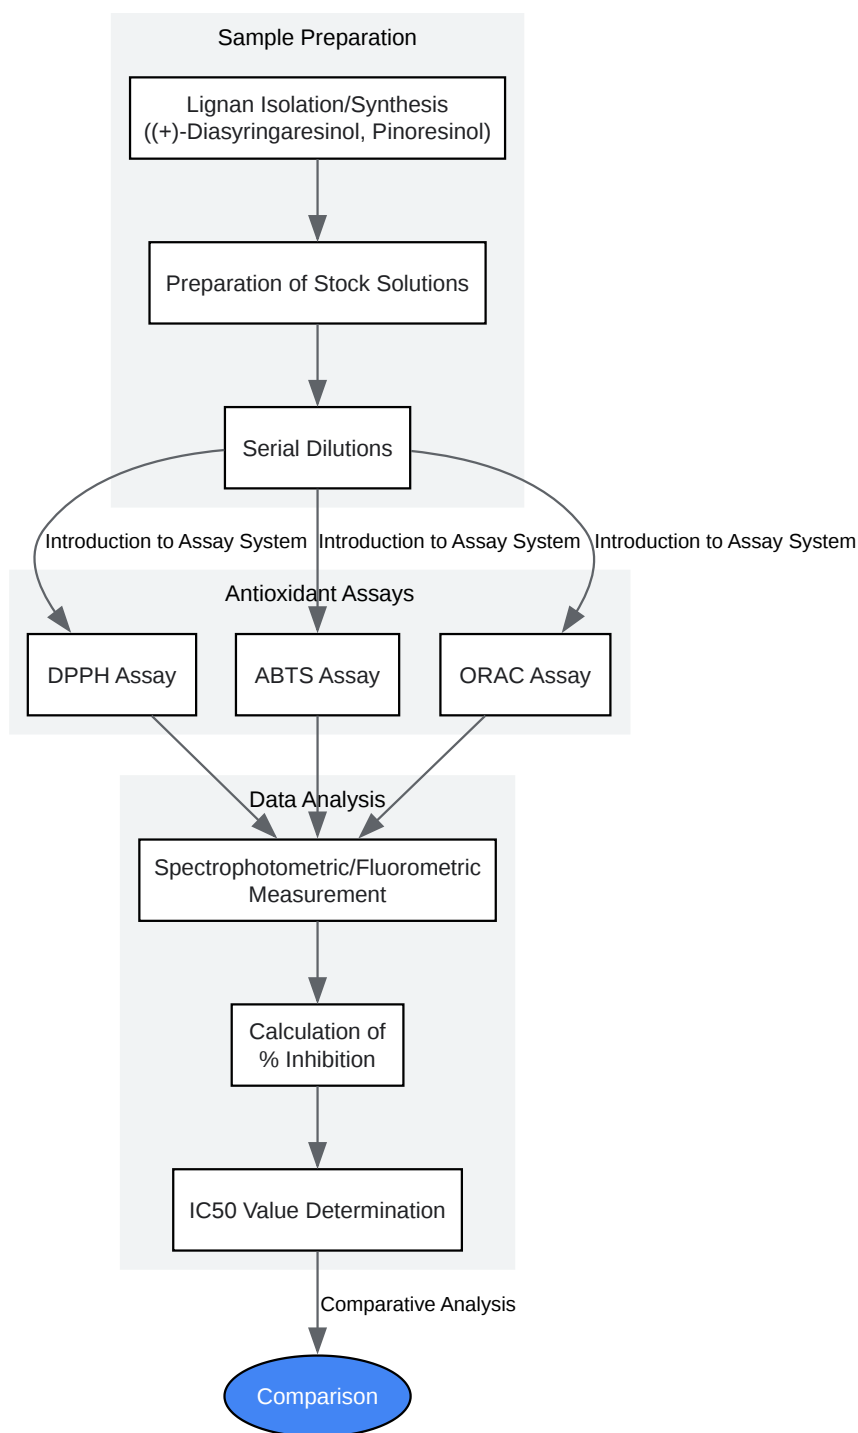 Sample Preparation
Lignan Isolation/Synthesis
((+)-Diasyringaresinol, Pinoresinol)
Preparation of Stock Solutions
Serial Dilutions
Introduction to Assay System
Introduction to Assay System
Introduction to Assay System
Antioxidant Assays
DPPH Assay
ABTS Assay
ORAC Assay
Data Analysis
Spectrophotometric/Fluorometric
Measurement
Calculation of
% Inhibition
IC50 Value Determination
Comparative Analysis
Comparison